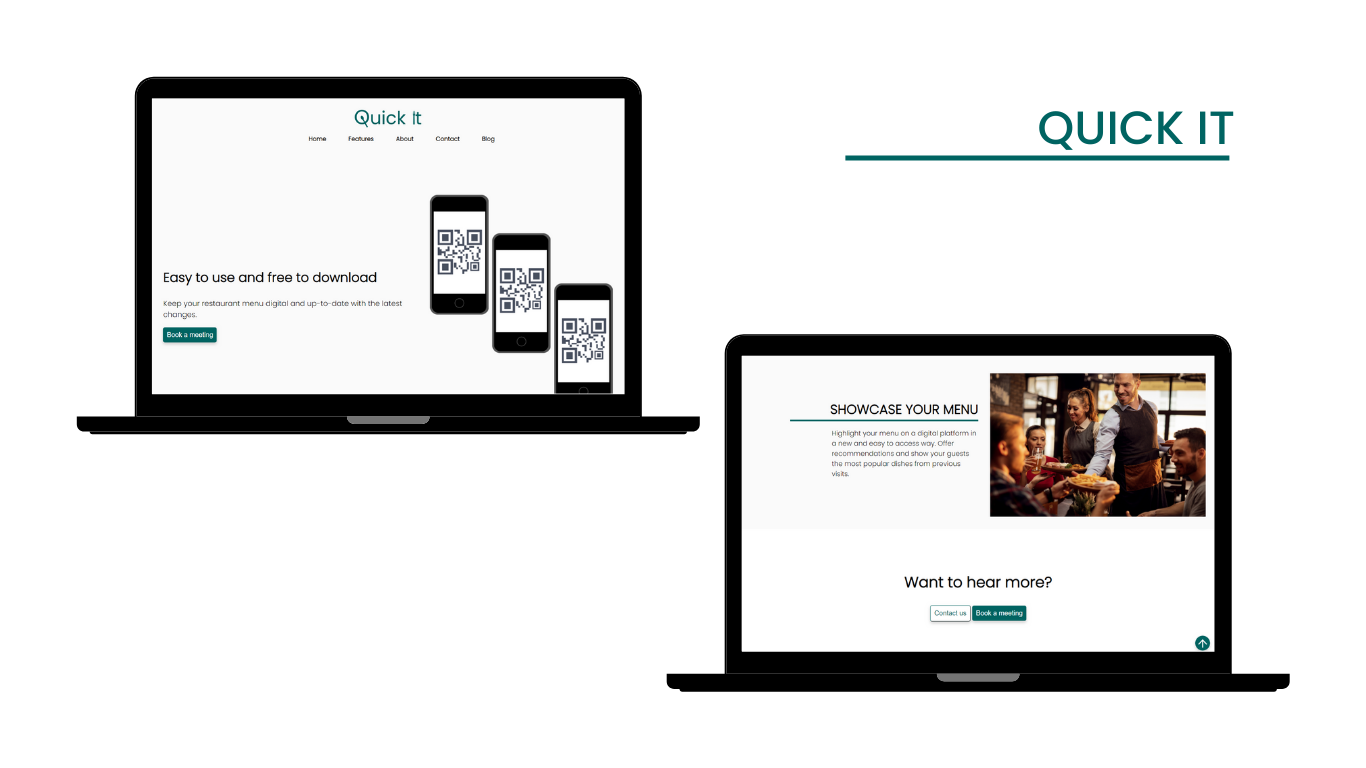 Quick It
Home Features About Contact Blog
Easy to use and free to download
Keep your restaurant menu digital and up-to-date with the latest
changes.
Book a meeting
QUICK IT
SHOWCASE YOUR MENU
Highlight your menu on a digital platform in
a new and easy to access way. Offer
recommendations and show your guests
the most popular dishes from previous
visits.
Want to hear more?
Contact us Book a meeting